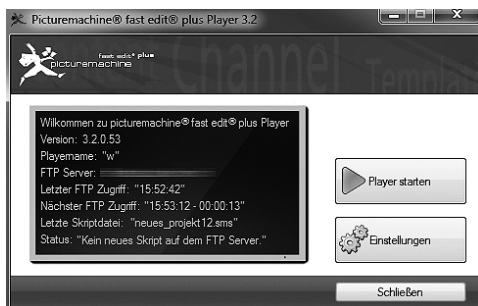 Picturemachine® fast edit® plus Player 3.2
fast edit® plus
picturemachine
Channel
Template
Wilkommen zu picturemachine® fast edit® plus Player
Version: 3.2.0.53
Playername: "w"
FTP Server:
Letzter FTP Zugriff: "15:52:42"
Nächster FTP Zugriff: "15:53:12 - 00:00:13"
Letzte Skriptdatei: "neues_projekt12.sms"
Status: "Kein neues Skript auf dem FTP Server."
Player starten
Einstellungen
Schließen